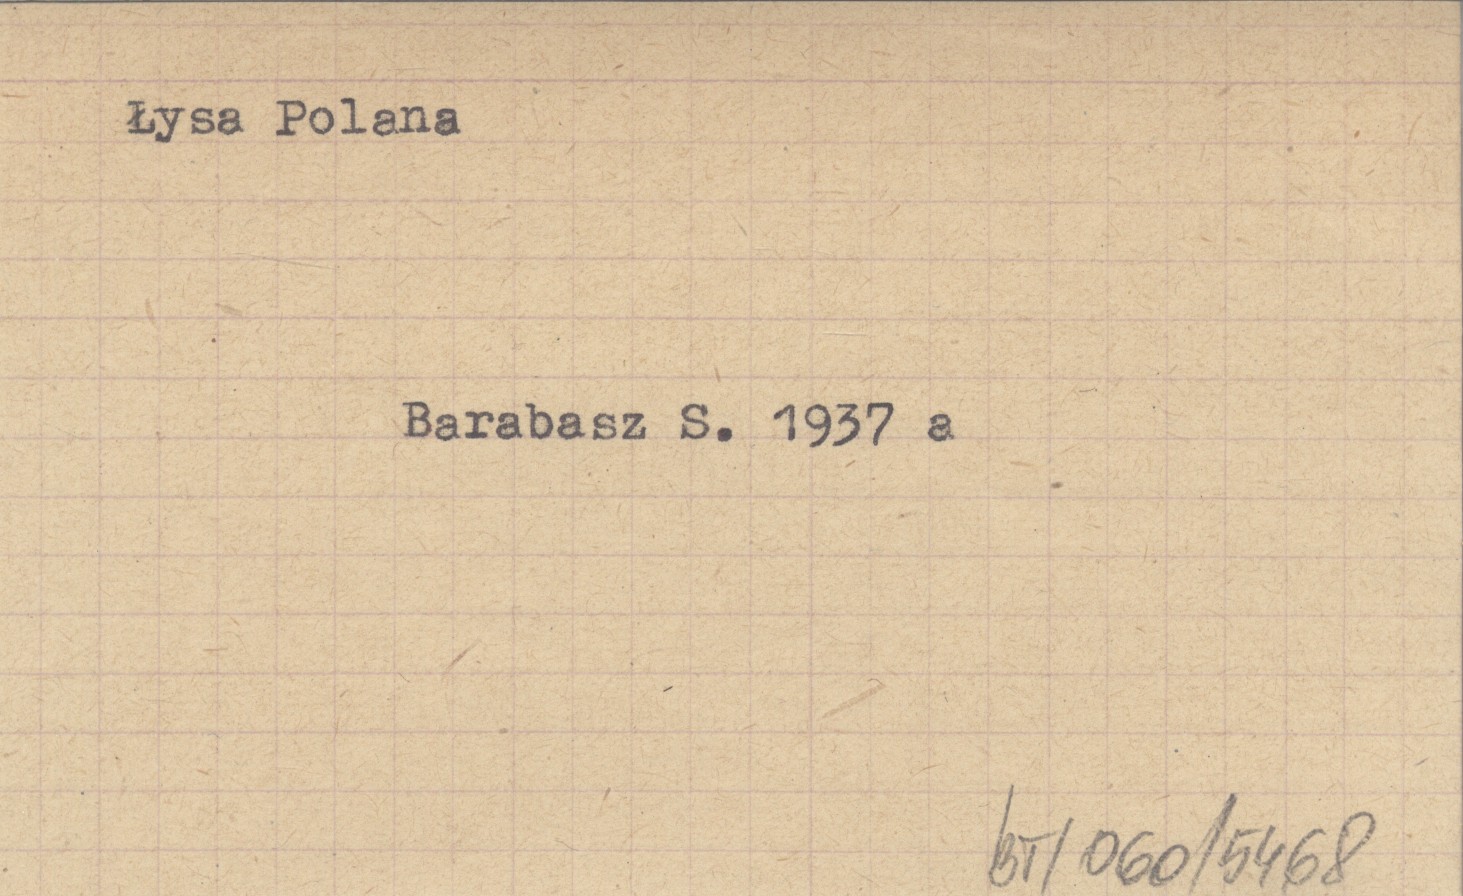 Łysa Polana
Barabasz S. 1937 a
BT/060/5468